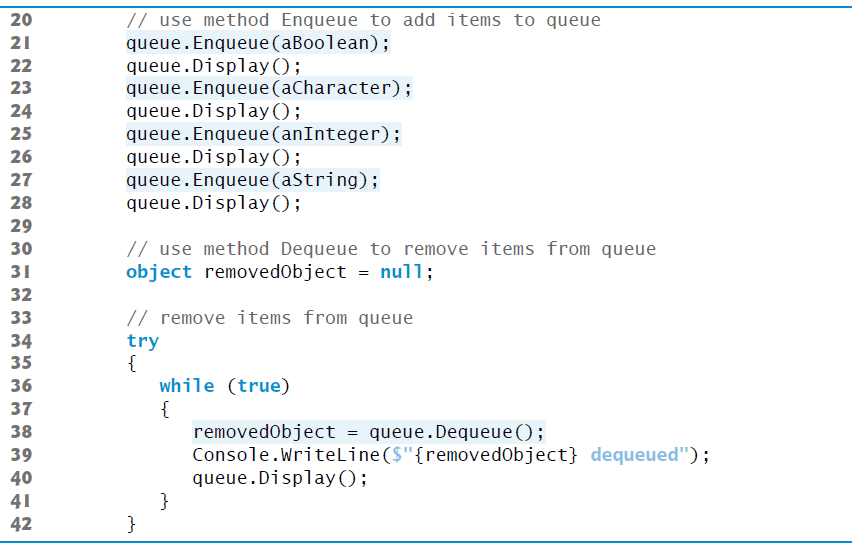 20 // use method Enqueue to add items to queue
21 queue.Enqueue(aBoolean);
22 queue.Display();
23 queue.Enqueue(aCharacter);
24 queue.Display();
25 queue.Enqueue(anInteger);
26 queue.Display();
27 queue.Enqueue(aString);
28 queue.Display();
29
30 // use method Dequeue to remove items from queue
31 object removedObject = null;
32
33 // remove items from queue
34 try
35 {
36 while (true)
37 {
38 removedObject = queue.Dequeue();
39 Console.WriteLine($"{removedObject} dequeued");
40 queue.Display();
41 }
42 }